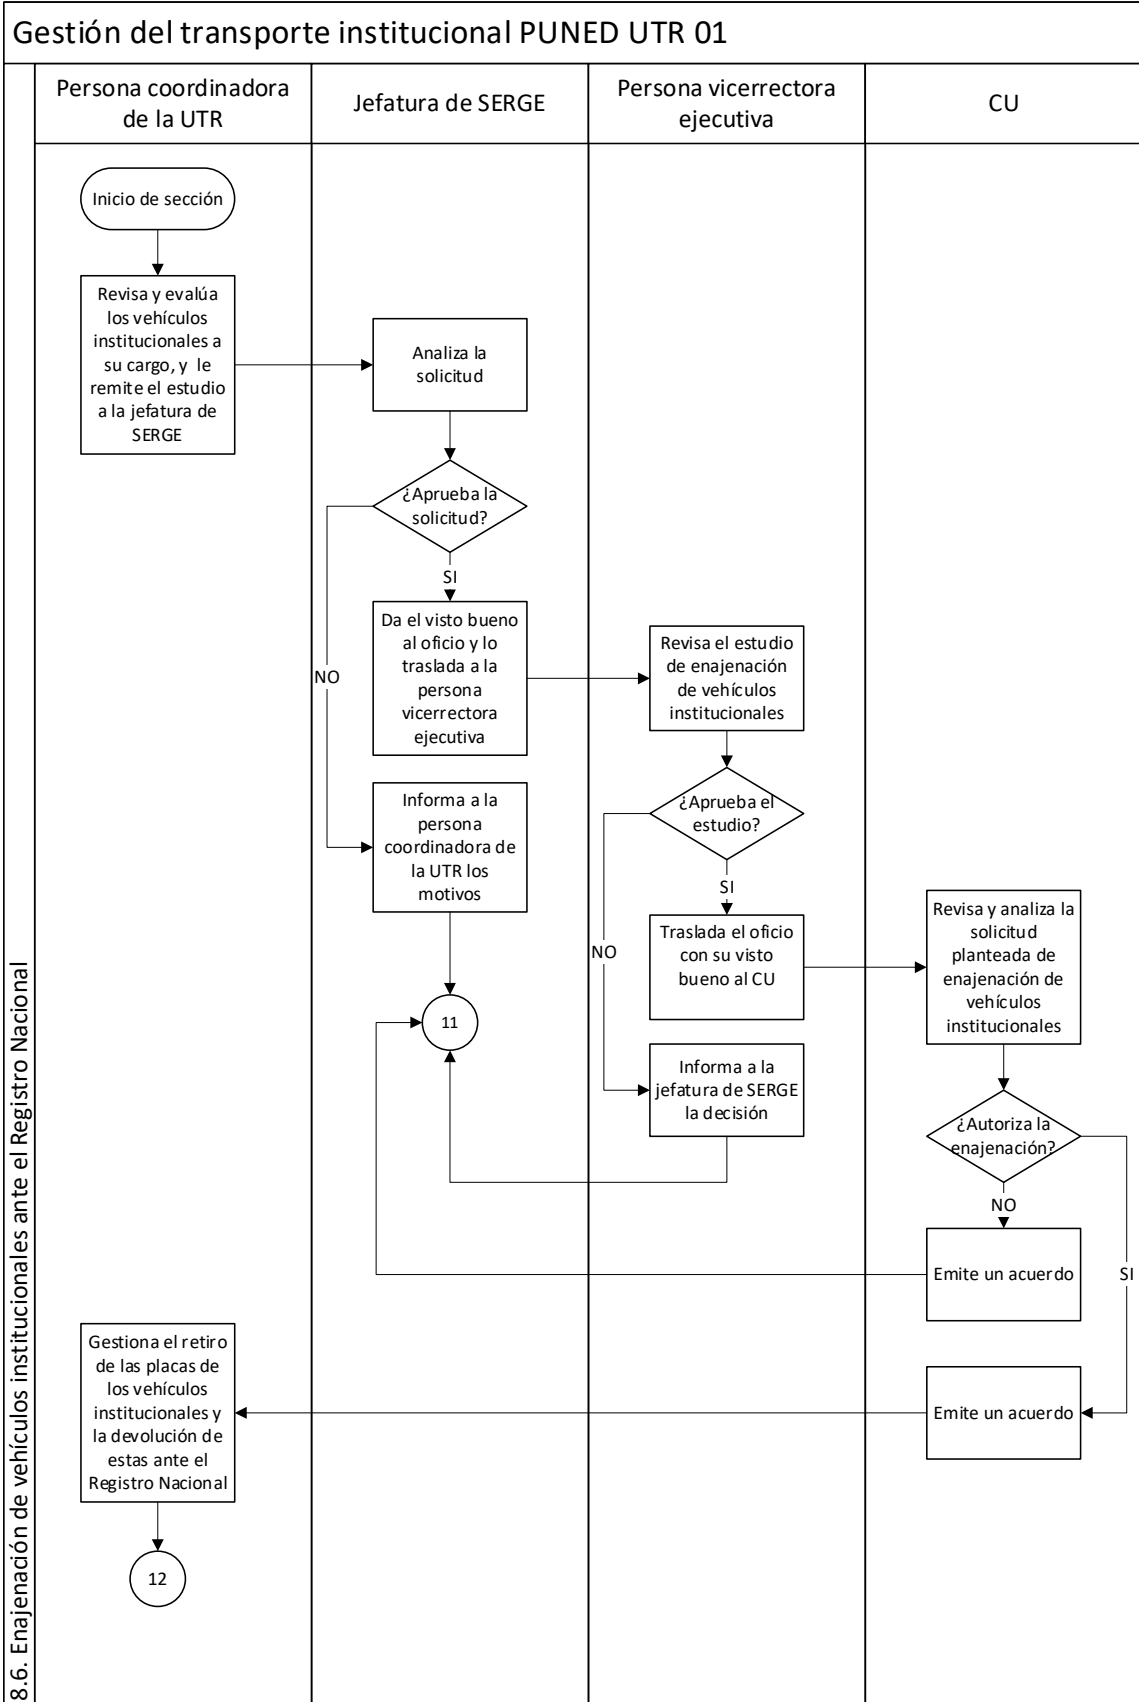 Gestión del transporte institucional PUNED UTR 01
8.6. Enajenación de vehículos institucionales ante el Registro Nacional
Persona coordinadora
de la UTR
Jefatura de SERGE
Persona vicerrectora
ejecutiva
CU
Inicio de sección
Revisa y evalúa
los vehículos
institucionales a
su cargo, y le
remite el estudio
a la jefatura de
SERGE
Analiza la
solicitud
¿Aprueba la
solicitud?
SI
NO
Da el visto bueno
al oficio y lo
traslada a la
persona
vicerrectora
ejecutiva
Revisa el estudio
de enajenación
de vehículos
institucionales
Informa a la
persona
coordinadora de
la UTR los
motivos
¿Aprueba el
estudio?
SI
NO
Traslada el oficio
con su visto
bueno al CU
Revisa y analiza la
solicitud
planteada de
enajenación de
vehículos
institucionales
11
Informa a la
jefatura de SERGE
la decisión
¿Autoriza la
enajenación?
NO
SI
Emite un acuerdo
Gestiona el retiro
de las placas de
los vehículos
institucionales y
la devolución de
estas ante el
Registro Nacional
Emite un acuerdo
12